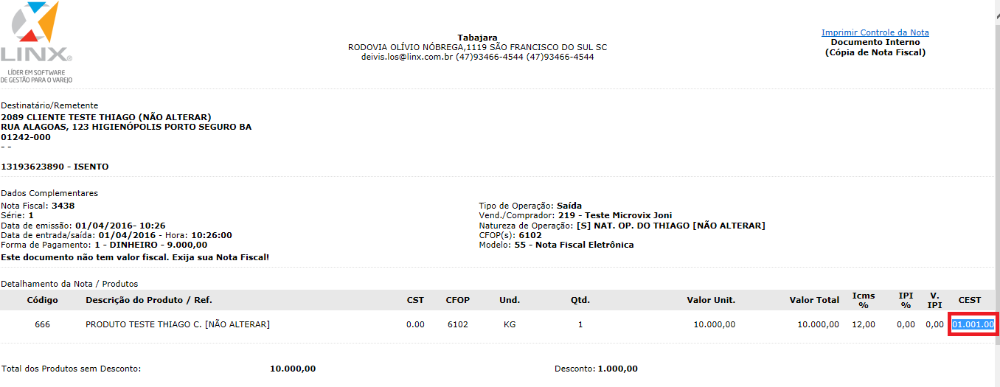 LINX
LÍDER EM SOFTWARE
DE GESTÃO PARA O VAREJO
Tabajara
RODOVIA OLÍVIO NÓBREGA,1119 SÃO FRANCISCO DO SUL SC
deivis.los@linx.com.br (47)93466-4544 (47)93466-4544
Imprimir Controle da Nota
Documento Interno
(Cópia de Nota Fiscal)
Destinatário/Remetente
2089 CLIENTE TESTE THIAGO (NÃO ALTERAR)
RUA ALAGOAS, 123 HIGIENÓPOLIS PORTO SEGURO BA
01242-000
- -
13193623890 - ISENTO
Dados Complementares
Nota Fiscal: 3438
Série: 1
Data de emissão: 01/04/2016- 10:26
Data de entrada/saída: 01/04/2016 - Hora: 10:26:00
Forma de Pagamento: 1 - DINHEIRO - 9.000,00
Este documento não tem valor fiscal. Exija sua Nota Fiscal!
Tipo de Operação: Saída
Vend./Comprador: 219 - Teste Microvix Joni
Natureza de Operação: [S] NAT. OP. DO THIAGO [NÃO ALTERAR]
CFOP(s): 6102
Modelo: 55 - Nota Fiscal Eletrônica
Detalhamento da Nota / Produtos
Código Descrição do Produto / Ref. CST CFOP Und. Qtd. Valor Unit. Valor Total Icms % IPI % V. IPI CEST
666 PRODUTO TESTE THIAGO C. [NÃO ALTERAR] 0.00 6102 KG 1 10.000,00 10.000,00 12,00 0,00 0,00 01.001.00
Total dos Produtos sem Desconto: 10.000,00 Desconto: 1.000,00